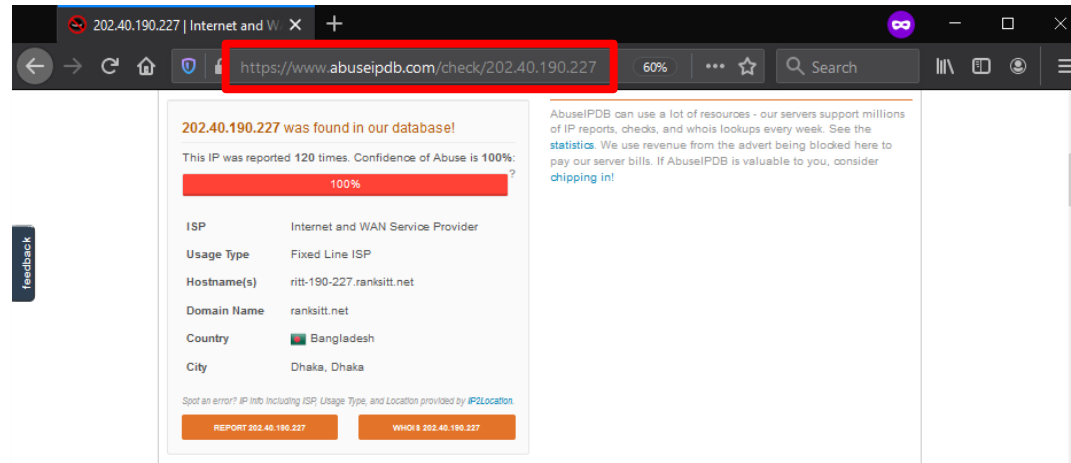 202.40.190.227 | Internet and W
https://www.abuseipdb.com/check/202.40.190.227
60%
Search
202.40.190.227 was found in our database!
This IP was reported 120 times. Confidence of Abuse is 100%:
?
100%
ISP Internet and WAN Service Provider
Usage Type Fixed Line ISP
Hostname(s) ritt-190-227.ranksitt.net
Domain Name ranksitt.net
Country Bangladesh
City Dhaka, Dhaka
Spot an error? IP info including ISP, Usage Type, and Location provided by IP2Location.
REPORT 202.40.190.227
WHOIS 202.40.190.227
AbuseIPDB can use a lot of resources - our servers support millions
of IP reports, checks, and whois lookups every week. See the
statistics. We use revenue from the advert being blocked here to
pay our server bills. If AbuseIPDB is valuable to you, consider
chipping in!
feedback